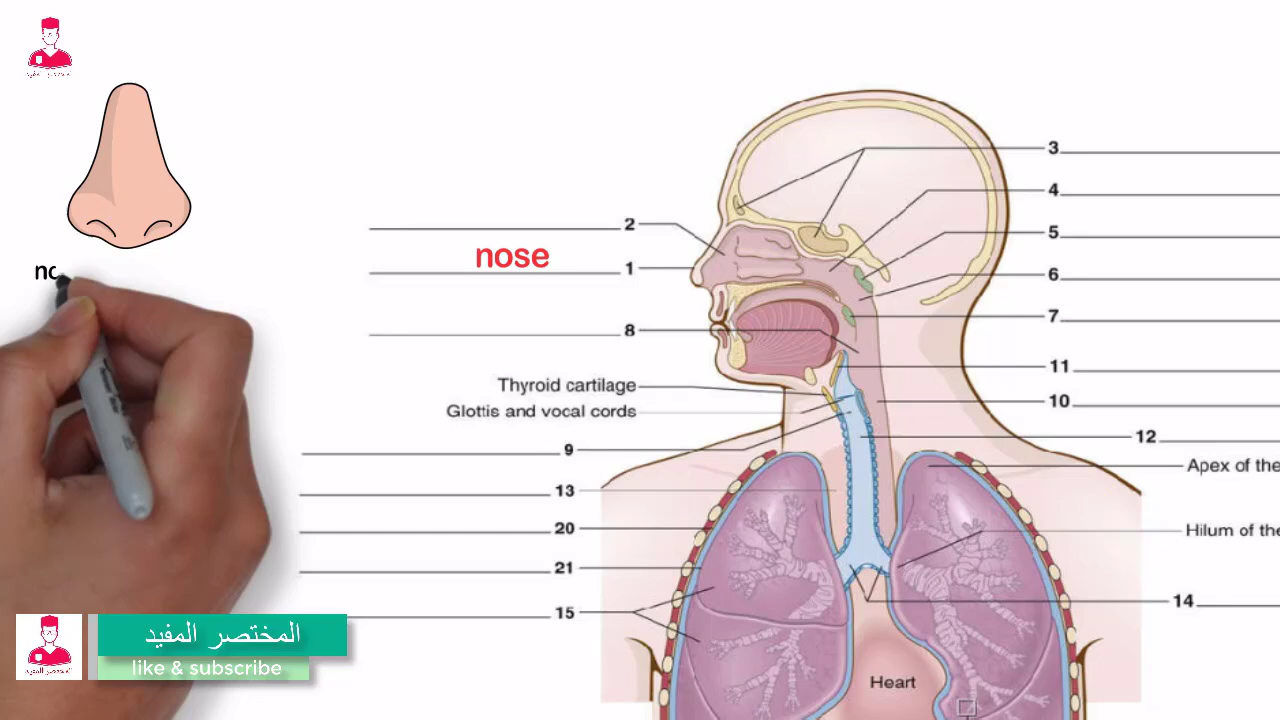 3
4
2
5
nose
1
no
6
7
8
11
Thyroid cartilage
10
Glottis and vocal cords
12
9
Apex of the
13
20
Hilum of the
21
14
15
المختصر المفيد
like & subscribe
Heart